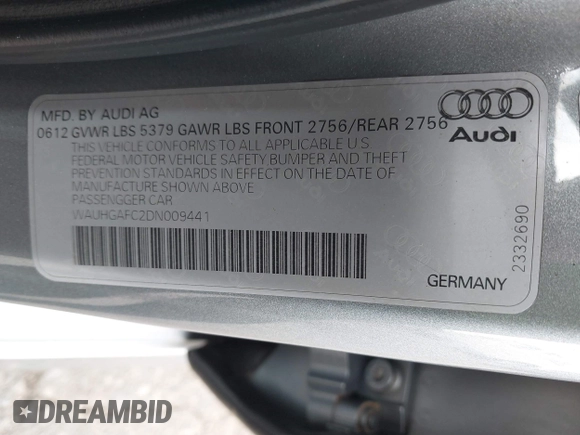 MFD. BY AUDI AG
0612 GVWR LBS 5379 GAWR LBS FRONT 2756/REAR 2756
THIS VEHICLE CONFORMS TO ALL APPLICABLE U.S
FEDERAL MOTOR VEHICLE SAFETY BUMPER AND THEFT
PREVENTION STANDARDS IN EFFECT ON THE DATE OF
MANUFACTURE SHOWN ABOVE
PASSENGGER CAR
WAUHGAFC2DN009441
Audi
2332690
GERMANY
DREAMBID